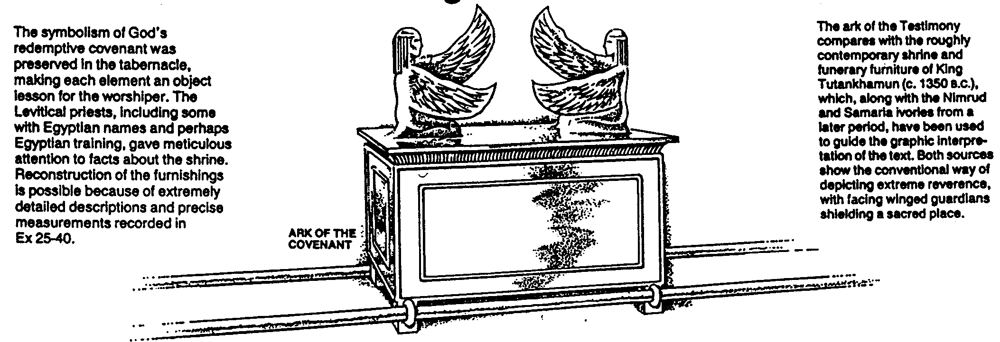 The symbolism of God's
redemptive covenant was
preserved in the tabernacle,
making each element an object
lesson for the worshiper. The
Levitical priests, including some
with Egyptian names and perhaps
Egyptian training, gave meticulous
attention to facts about the shrine.
Reconstruction of the furnishings
is possible because of extremely
detailed descriptions and precise
measurements recorded in
Ex 25-40.
ARK OF THE
COVENANT
The ark of the Testimony
compares with the roughly
contemporary shrine and
funerary furniture of King
Tutankhamun (c. 1350 B.C.),
which, along with the Nimrud
and Samaria ivories from a
later period, have been used
to guide the graphic interpre-
tation of the text. Both sources
show the conventional way of
depicting extreme reverence,
with facing winged guardians
shielding a sacred place.